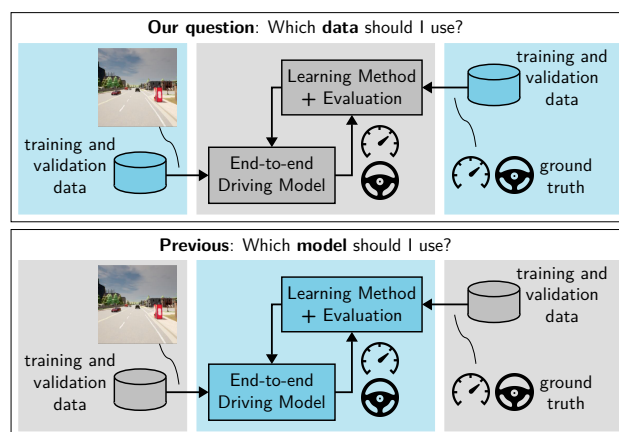 Our question: Which data should I use?
training and
validation
data
Learning Method
+ Evaluation
End-to-end
Driving Model
training and
validation
data
ground
truth
Previous: Which model should I use?
training and
validation
data
Learning Method
+ Evaluation
End-to-end
Driving Model
training and
validation
data
ground
truth